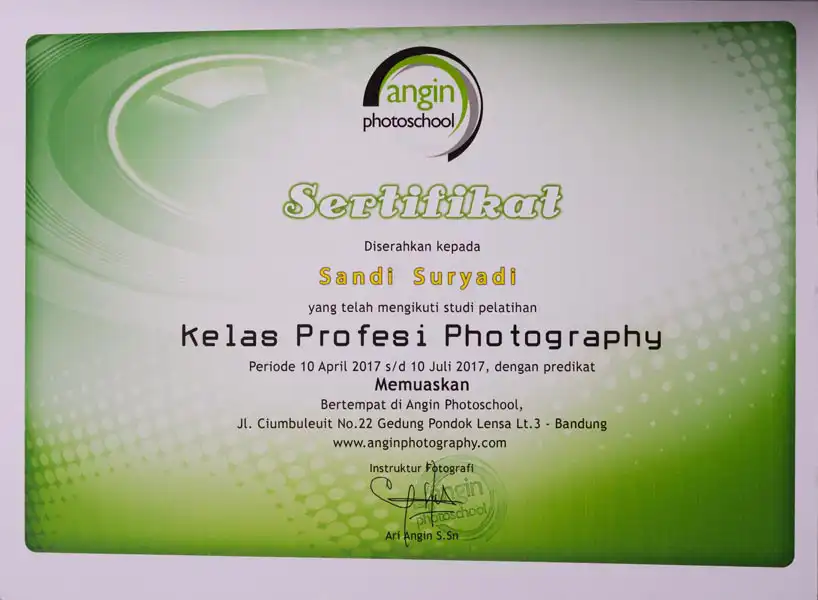 angin
photoschool
Sertifikat
Diserahkan kepada
Sandi Suryadi
yang telah mengikuti studi pelatihan
Kelas Profesi Photography
Periode 10 April 2017 s/d 10 Juli 2017, dengan predikat
Memuaskan
Bertempat di Angin Photoschool,
Jl. Ciumbuleuit No.22 Gedung Pondok Lensa Lt.3 - Bandung
www.anginphotography.com
Instruktur Fotografi
angin
photoschool
Ari Angin S.Sn